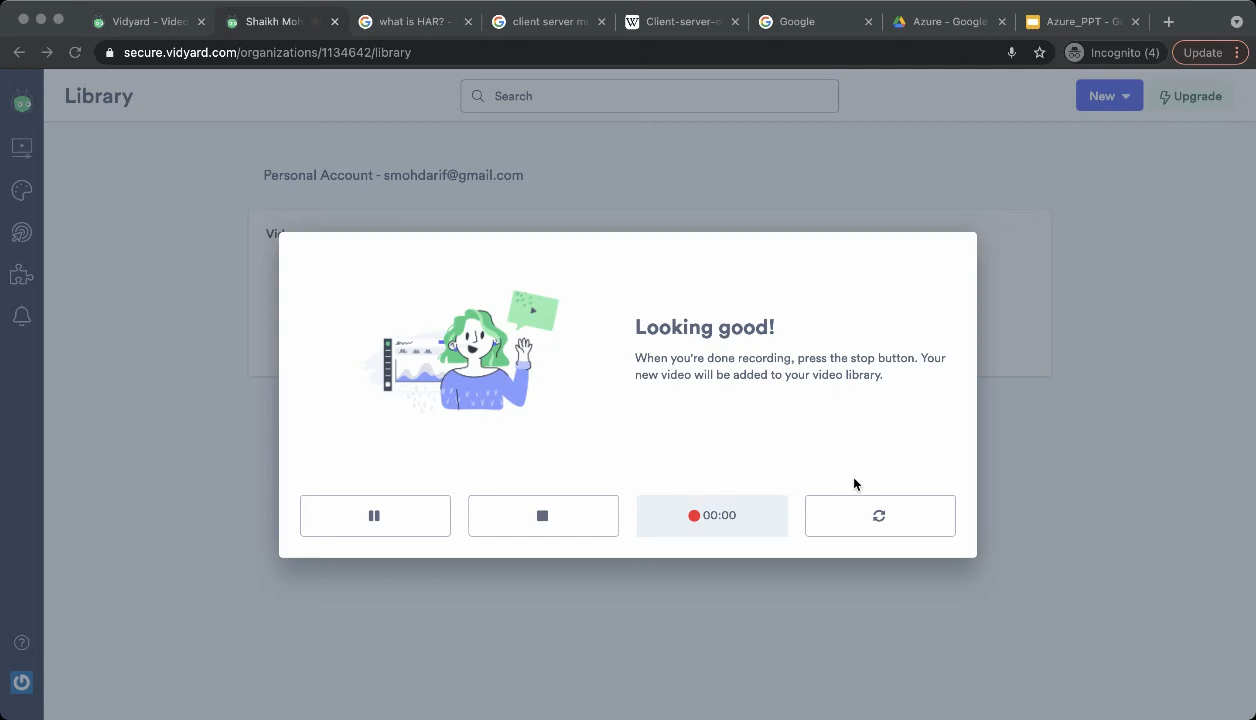 Vidyard - Video
Shaikh Moh
what is HAR? -
client server mo
Client-server-o
Google
Azure - Google
Azure_PPT - G
secure.vidyard.com/organizations/1134642/library
Incognito (4)
Update
Library
Search
New
Upgrade
Personal Account - smohdarif@gmail.com
Looking good!
When you're done recording, press the stop button. Your
new video will be added to your video library.
00:00